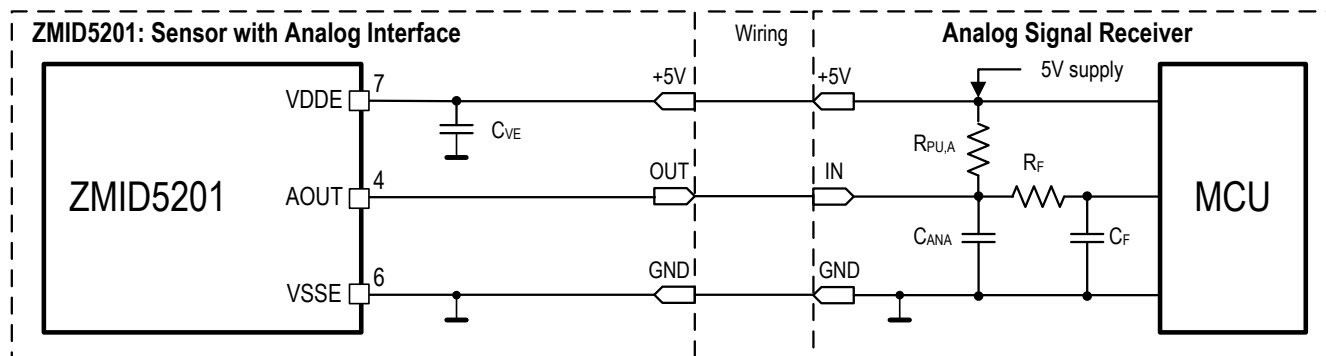 ZMID5201: Sensor with Analog Interface
Wiring
Analog Signal Receiver
7
VDDE
+5V
+5V
5V supply
CVE
RPU,A
RF
ZMID5201
4
AOUT
OUT
IN
MCU
CANA
CF
6
VSSE
GND
GND